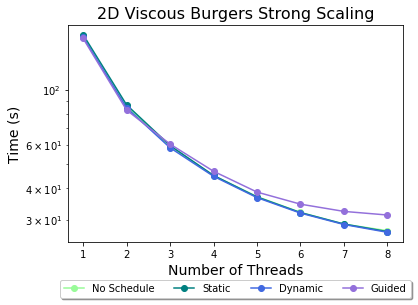 2D Viscous Burgers Strong Scaling
Time (s)
10²
6 × 10¹
4 × 10¹
3 × 10¹
1 2 3 4 5 6 7 8
Number of Threads
No Schedule Static Dynamic Guided